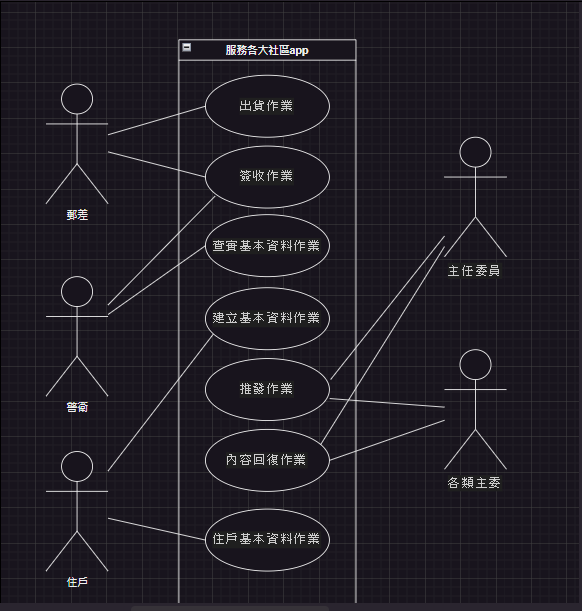 服務各大社區app
出貨作業
簽收作業
查實基本資料作業
建立基本資料作業
推發作業
內容回復作業
住戶基本資料作業
郵差
警衛
住戶
主任委員
各類主委